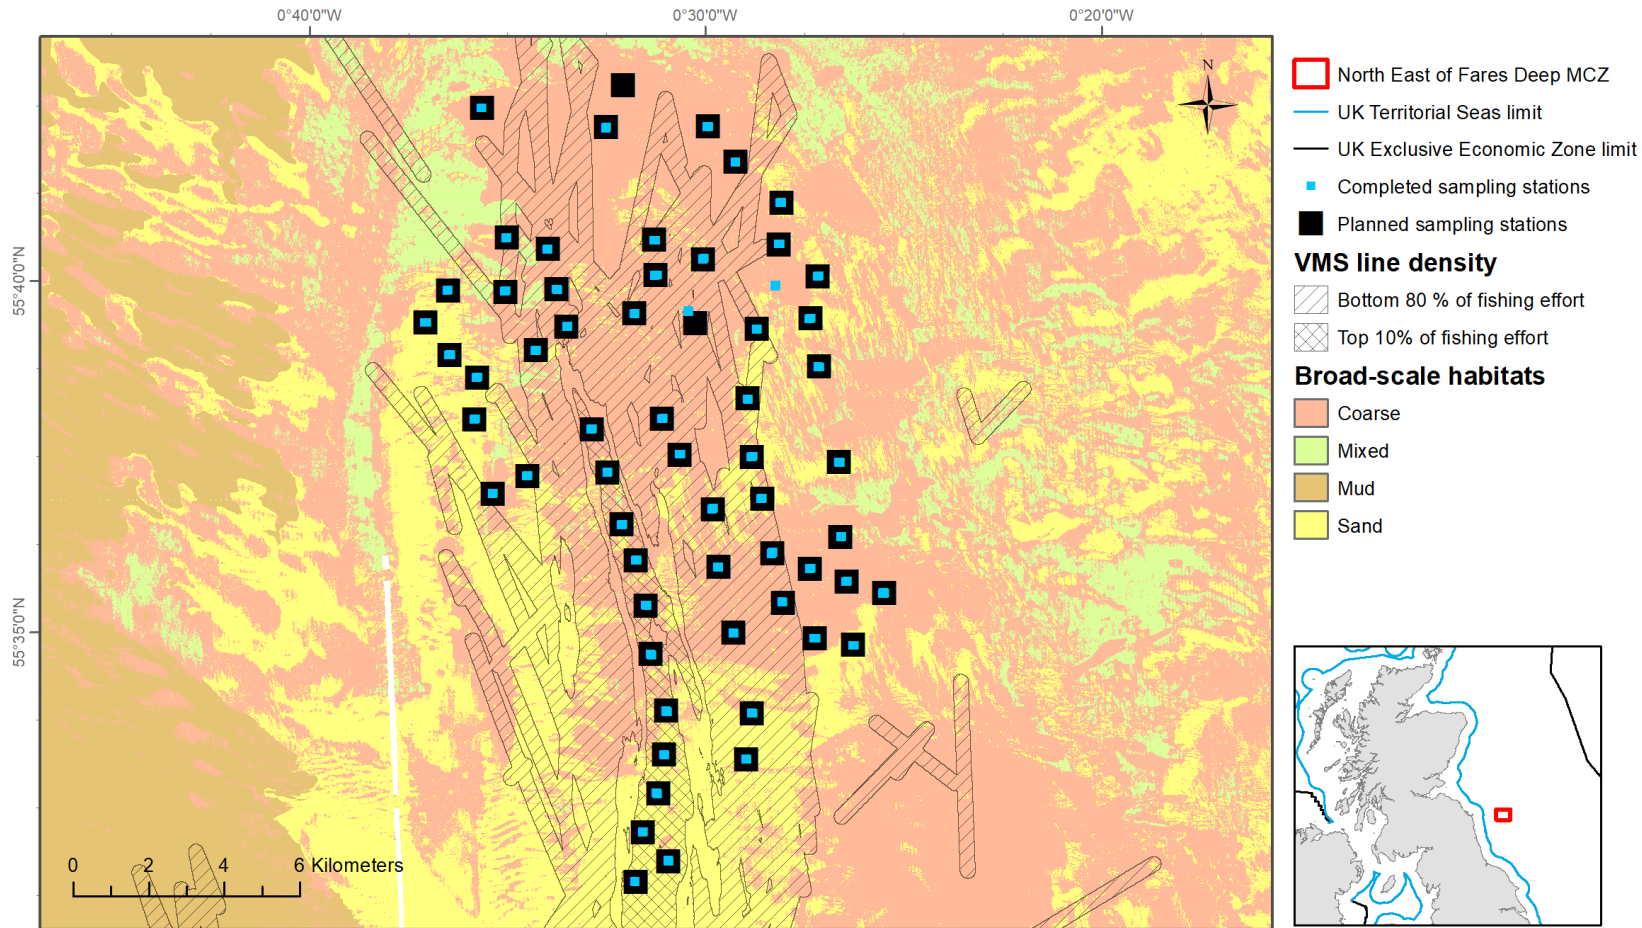 0°40'0"W
0°30'0"W
0°20'0"W
55°40'0"N
55°35'0"N
N
0 2 4 6 Kilometers
North East of Fares Deep MCZ
UK Territorial Seas limit
UK Exclusive Economic Zone limit
Completed sampling stations
Planned sampling stations
VMS line density
Bottom 80 % of fishing effort
Top 10% of fishing effort
Broad-scale habitats
Coarse
Mixed
Mud
Sand